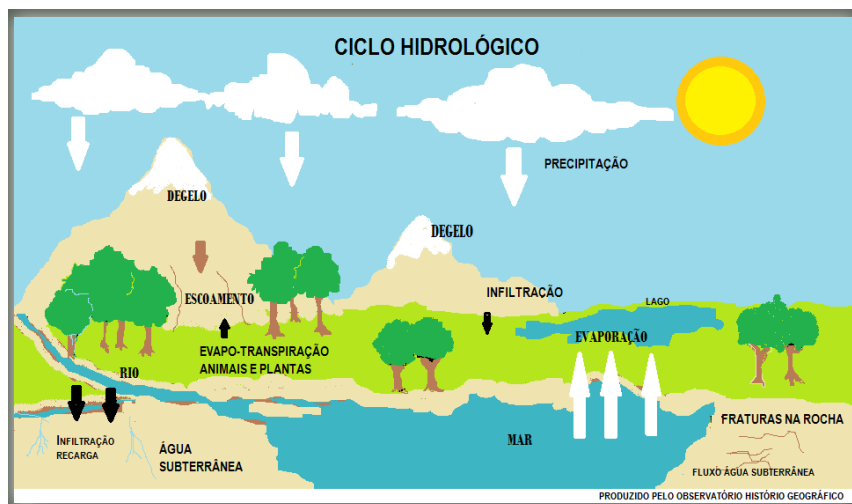 CICLO HIDROLÓGICO
PRECIPITAÇÃO
DEGELO
DEGELO
ESCOAMENTO
INFILTRAÇÃO
LAGO
EVAPORAÇÃO
EVAPO-TRANSPIRAÇÃO
ANIMAIS E PLANTAS
RIO
INFILTRAÇÃO
RECARGA
ÁGUA
SUBTERRÂNEA
MAR
FRATURAS NA ROCHA
FLUXO ÁGUA SUBTERRÂNEA
PRODUZIDO PELO OBSERVATÓRIO HISTÓRIO GEOGRÁFICO